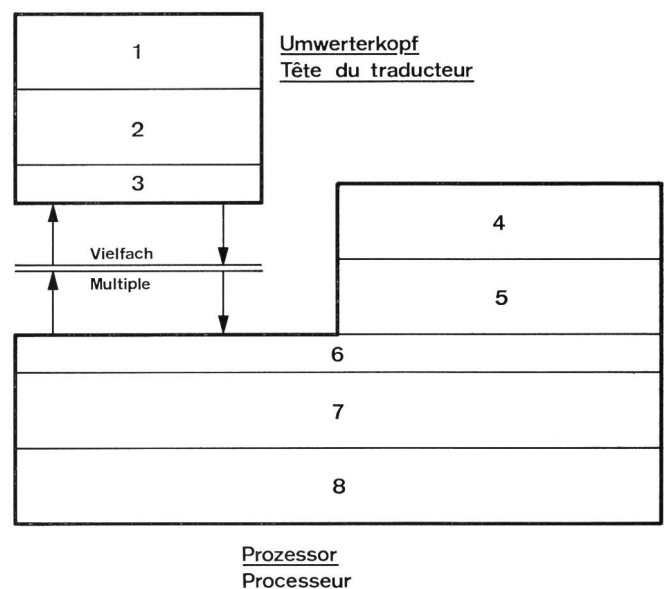 1
Umwerterkopf
Tête du traducteur
2
3
4
Vielfach
Multiple
5
6
7
8
Prozessor
Processeur